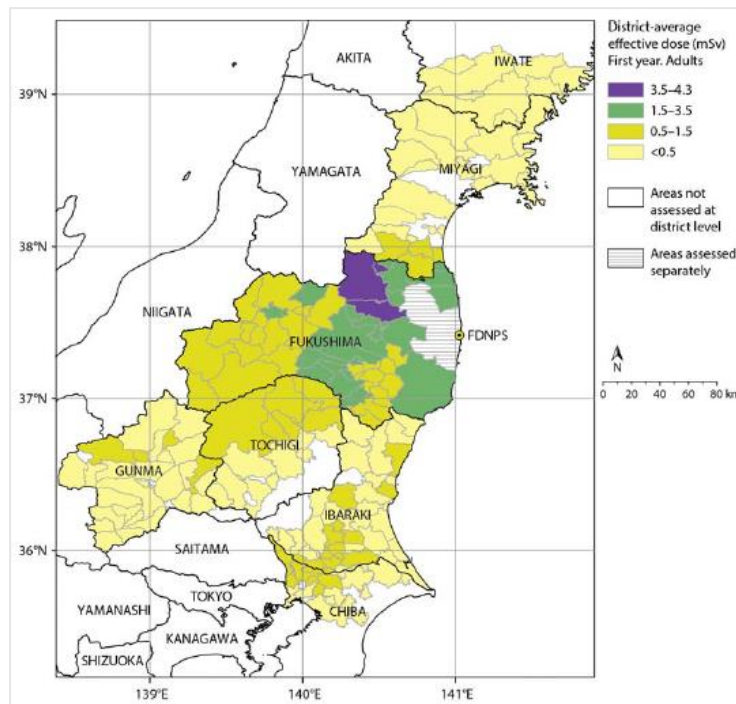 District-average
effective dose (mSv)
First year. Adults
3.5–4.3
1.5–3.5
0.5–1.5
<0.5
Areas not
assessed at
district level
Areas assessed
separately
AKITA
IWATE
39°N
YAMAGATA
MIYAGI
38°N
NIIGATA
FUKUSHIMA
FDNPS
N
0 20 40 60 80 km
37°N
TOCHIGI
GUNMA
IBARAKI
SAITAMA
36°N
TOKYO
YAMANASHI
CHIBA
KANAGAWA
SHIZUOKA
139°E
140°E
141°E